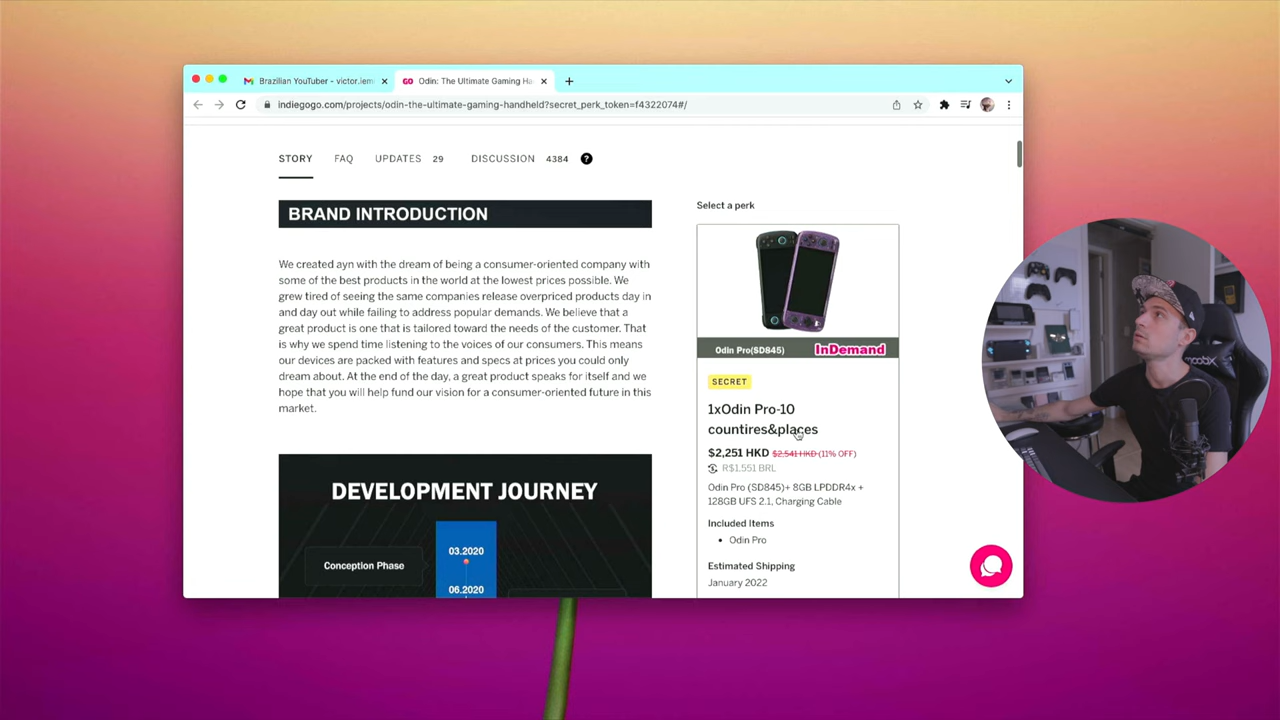 Brazilian YouTuber - victor.iem
GO Odin: The Ultimate Gaming Ha
indiegogo.com/projects/odin-the-ultimate-gaming-handheld?secret_perk_token=f4322074#/
STORY FAQ UPDATES 29 DISCUSSION 4384 ?
BRAND INTRODUCTION
We created ayn with the dream of being a consumer-oriented company with
some of the best products in the world at the lowest prices possible. We
grew tired of seeing the same companies release overpriced products day in
and day out while failing to address popular demands. We believe that a
great product is one that is tailored toward the needs of the customer. That
is why we spend time listening to the voices of our consumers. This means
our devices are packed with features and specs at prices you could only
dream about. At the end of the day, a great product speaks for itself and we
hope that you will help fund our vision for a consumer-oriented future in this
market.
DEVELOPMENT JOURNEY
Conception Phase
03.2020
06.2020
Select a perk
Odin Pro(SD845) InDemand
SECRET
1xOdin Pro-10
countires&places
$2,251 HKD $2,541 HKD (11% OFF)
R$1,551 BRL
Odin Pro (SD845)+ 8GB LPDDR4x +
128GB UFS 2.1, Charging Cable
Included Items
• Odin Pro
Estimated Shipping
January 2022